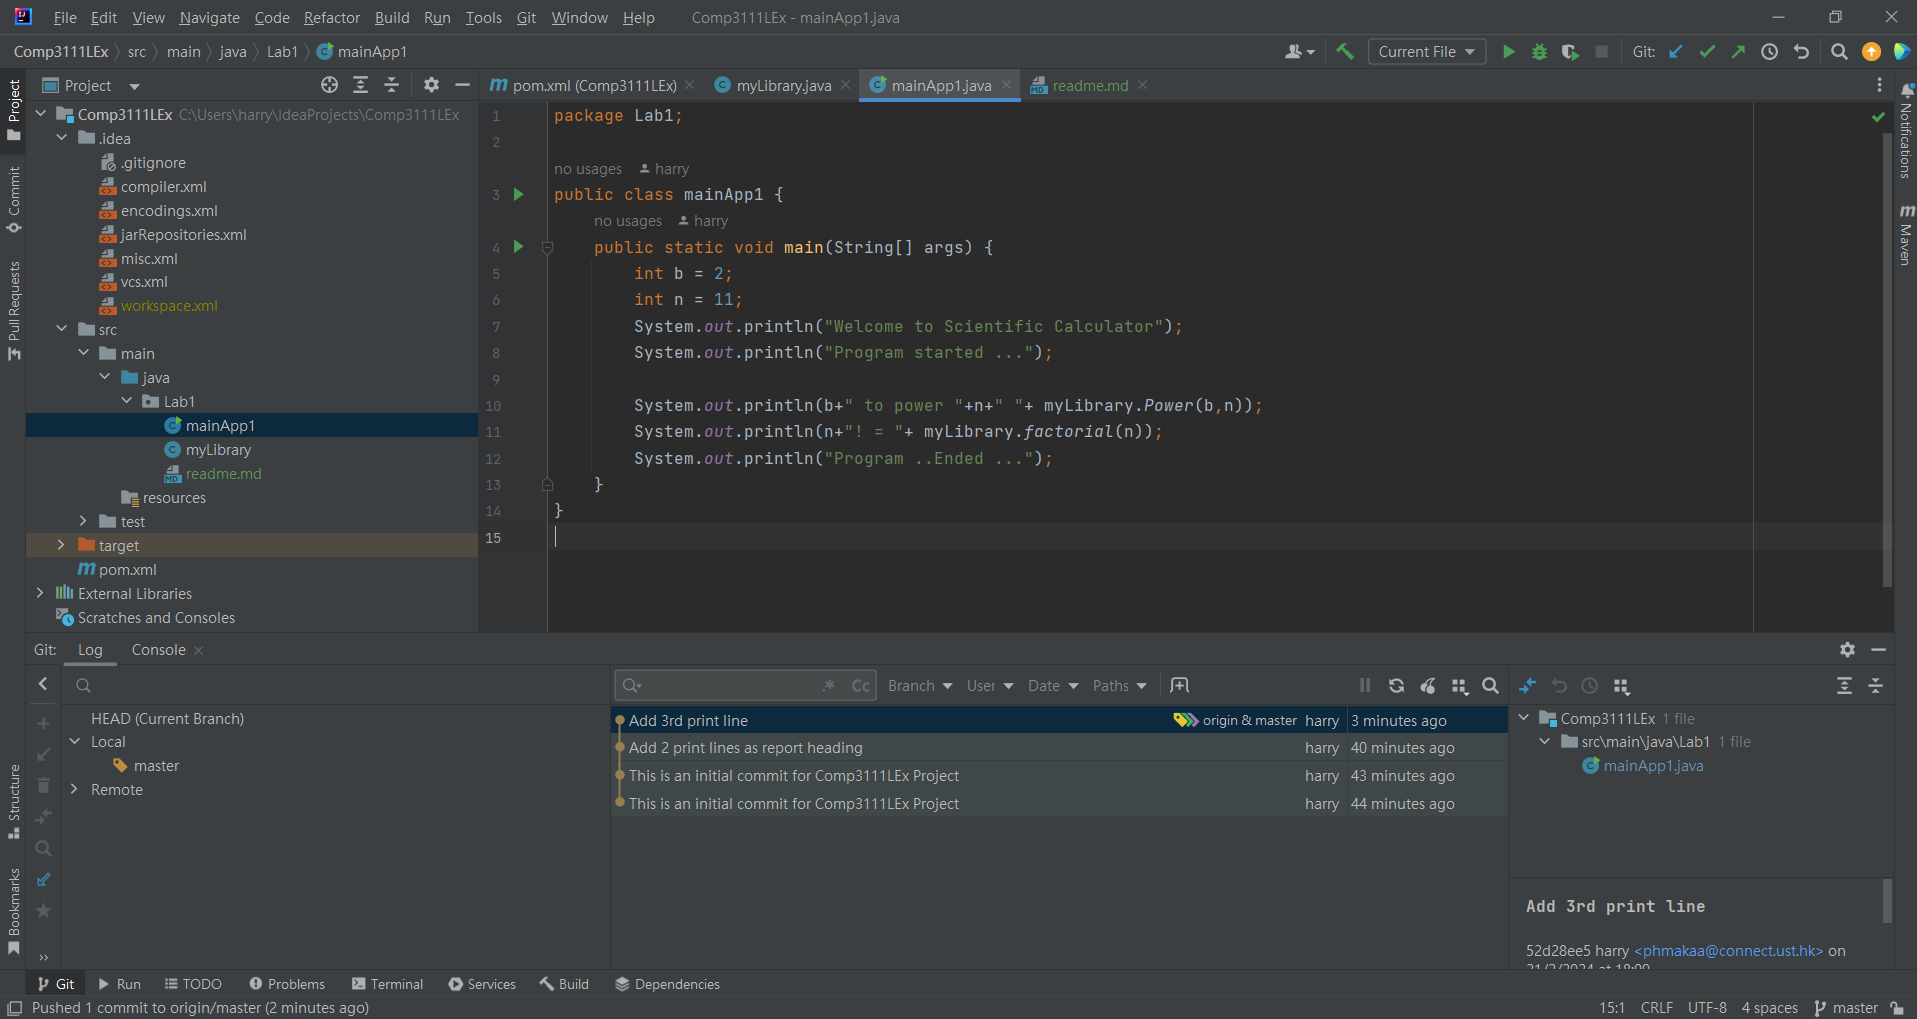 File Edit View Navigate Code Refactor Build Run Tools Git Window Help Comp3111LEx - mainApp1.java
Comp3111LEx src main java Lab1 mainApp1 Current File Git:
Project
pom.xml (Comp3111LEx) myLibrary.java mainApp1.java readme.md
Project
Commit
Pull Requests
Structure
Bookmarks
Comp3111LEx C:\Users\harry\IdeaProjects\Comp3111LEx
.idea
.gitignore
compiler.xml
encodings.xml
jarRepositories.xml
misc.xml
vcs.xml
workspace.xml
src
main
java
Lab1
mainApp1
myLibrary
readme.md
resources
test
target
pom.xml
External Libraries
Scratches and Consoles
1 package Lab1;
2
no usages harry
3 public class mainApp1 {
no usages harry
4 public static void main(String[] args) {
5 int b = 2;
6 int n = 11;
7 System.out.println("Welcome to Scientific Calculator");
8 System.out.println("Program started ...");
9
10 System.out.println(b+" to power "+n+" "+ myLibrary.Power(b,n));
11 System.out.println(n+"! = "+ myLibrary.factorial(n));
12 System.out.println("Program ..Ended ...");
13 }
14 }
15
Notifications
Maven
Git: Log Console
.* Cc Branch User Date Paths
HEAD (Current Branch)
Local
master
Remote
Add 3rd print line origin & master harry 3 minutes ago
Add 2 print lines as report heading harry 40 minutes ago
This is an initial commit for Comp3111LEx Project harry 43 minutes ago
This is an initial commit for Comp3111LEx Project harry 44 minutes ago
Comp3111LEx 1 file
src\main\java\Lab1 1 file
mainApp1.java
Add 3rd print line
52d28ee5 harry <phmakaa@connect.ust.hk> on
Git Run TODO Problems Terminal Services Build Dependencies
Pushed 1 commit to origin/master (2 minutes ago) 15:1 CRLF UTF-8 4 spaces master